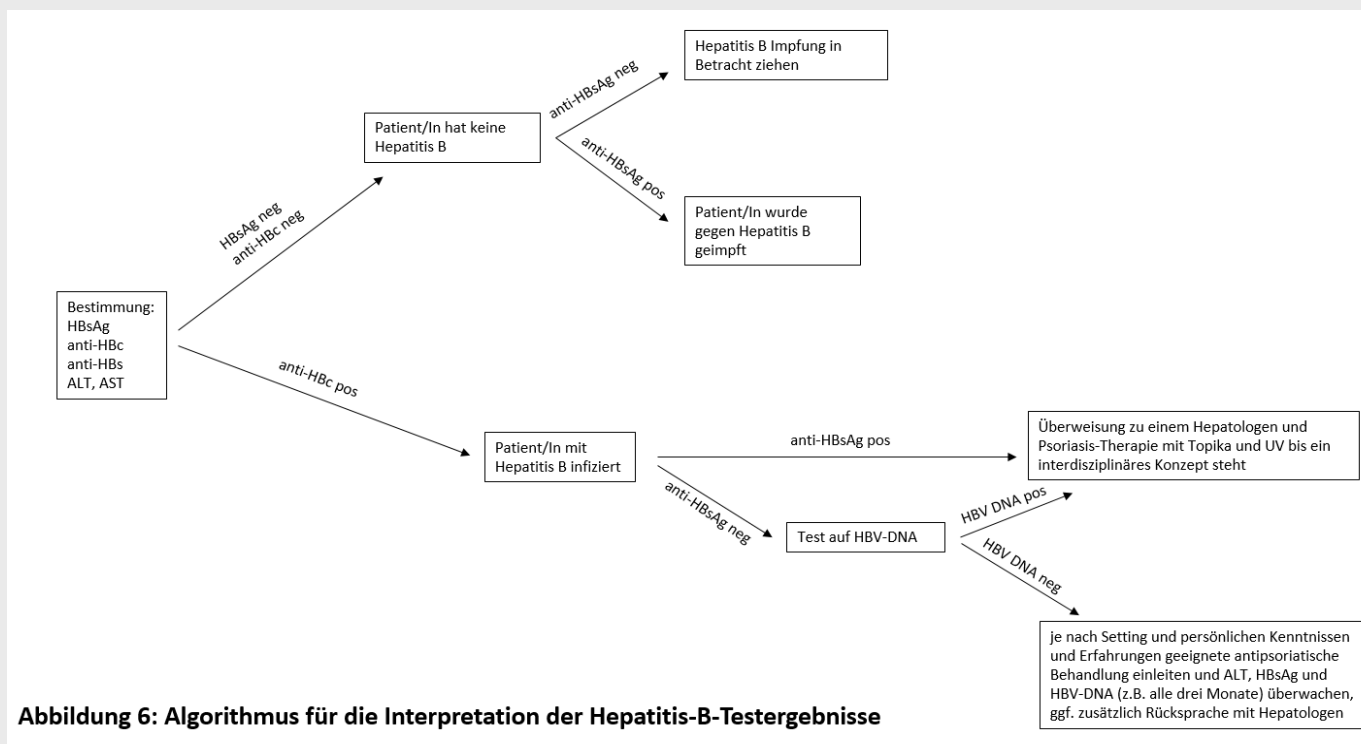 Hepatitis B Impfung in
Betracht ziehen
anti-HBsAg neg
Patient/In hat keine
Hepatitis B
anti-HBsAg pos
Patient/In wurde
gegen Hepatitis B
geimpft
HBsAg neg
anti-HBc neg
Bestimmung:
HBsAg
anti-HBc
anti-HBs
ALT, AST
anti-HBc pos
Patient/In mit
Hepatitis B infiziert
anti-HBsAg pos
Überweisung zu einem Hepatologen und
Psoriasis-Therapie mit Topika und UV bis ein
interdisziplinäres Konzept steht
anti-HBsAg neg
Test auf HBV-DNA
HBV DNA pos
HBV DNA neg
je nach Setting und persönlichen Kenntnissen
und Erfahrungen geeignete antipsoriatische
Behandlung einleiten und ALT, HBsAg und
HBV-DNA (z.B. alle drei Monate) überwachen,
ggf. zusätzlich Rücksprache mit Hepatologen
Abbildung 6: Algorithmus für die Interpretation der Hepatitis-B-Testergebnisse